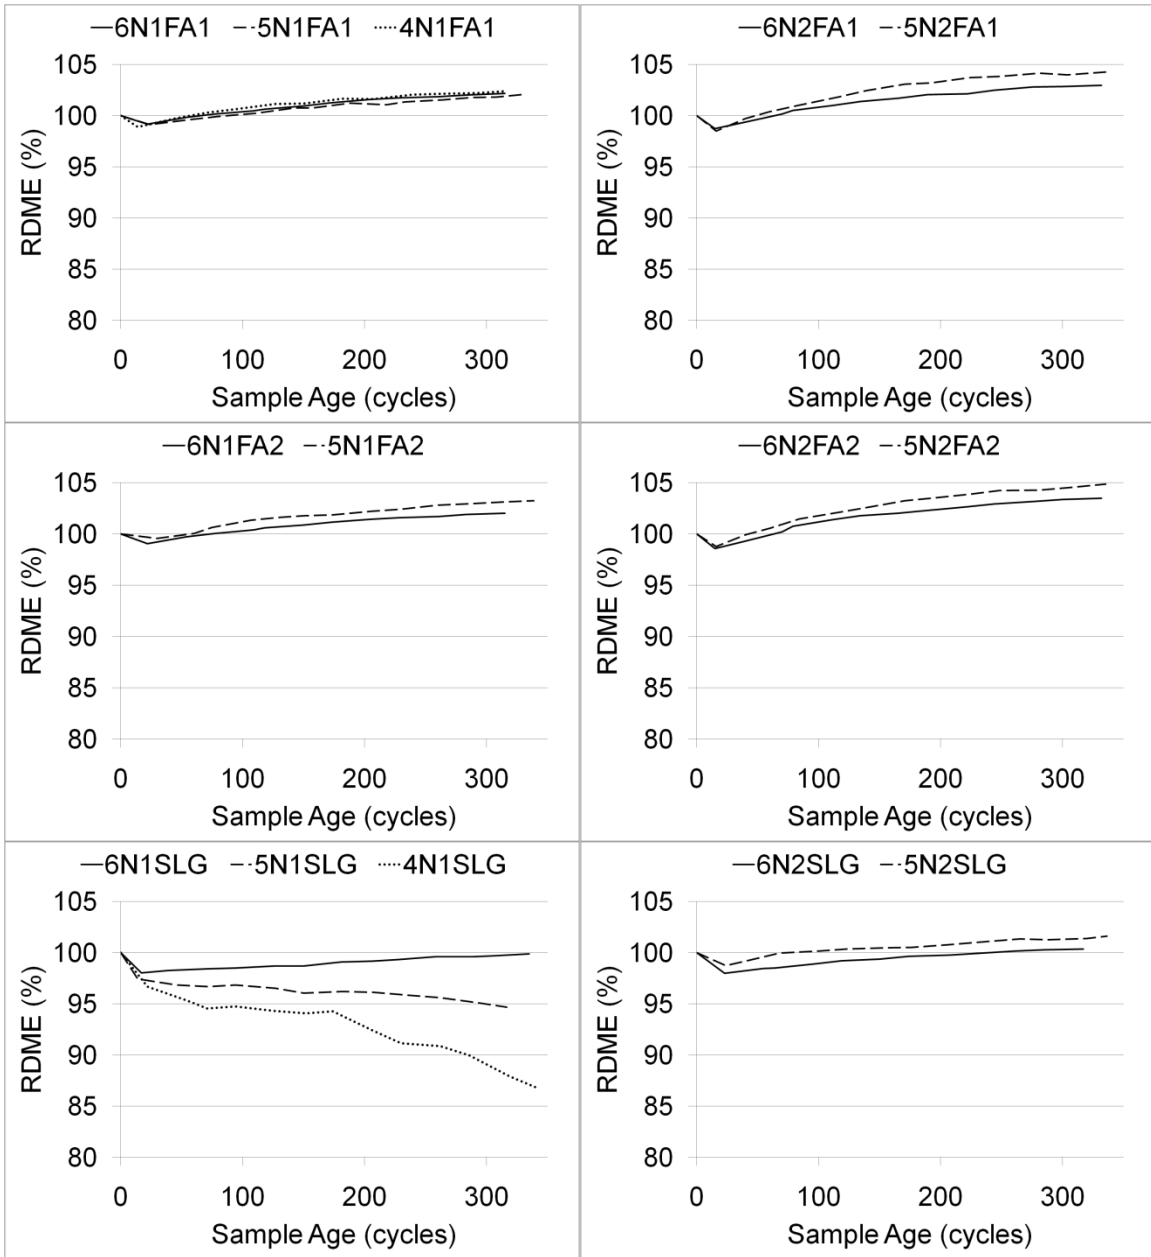 6N1FA1 5N1FA1 4N1FA1
105
100
95
90
85
80
RDME (%)
0 100 200 300
Sample Age (cycles)
6N2FA1 5N2FA1
105
100
95
90
85
80
RDME (%)
0 100 200 300
Sample Age (cycles)
6N1FA2 5N1FA2
105
100
95
90
85
80
RDME (%)
0 100 200 300
Sample Age (cycles)
6N2FA2 5N2FA2
105
100
95
90
85
80
RDME (%)
0 100 200 300
Sample Age (cycles)
6N1SLG 5N1SLG 4N1SLG
105
100
95
90
85
80
RDME (%)
0 100 200 300
Sample Age (cycles)
6N2SLG 5N2SLG
105
100
95
90
85
80
RDME (%)
0 100 200 300
Sample Age (cycles)